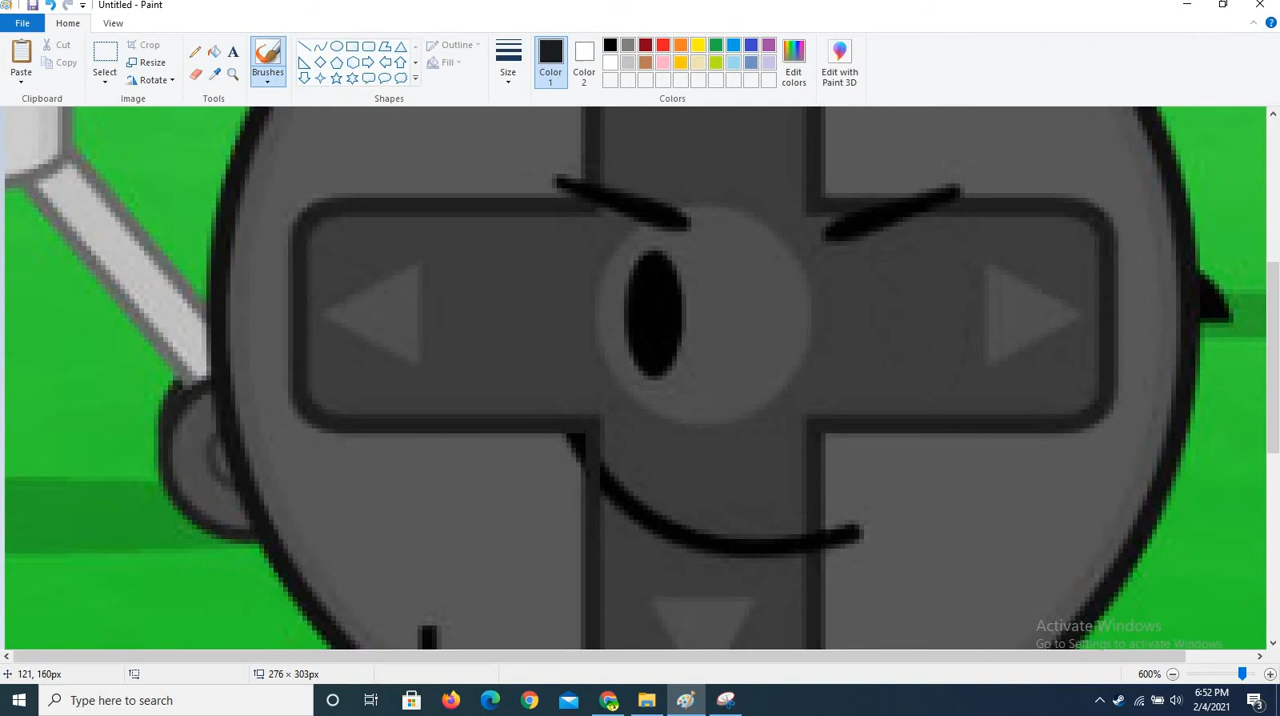 Untitled - Paint
File Home View
Paste Cut Copy Clipboard
Select Crop Resize Rotate Image
Tools
Brushes
Shapes Outline Fill
Size
Color 1 Color 2 Edit colors Colors
Edit with Paint 3D
Activate Windows
Go to Settings to activate Windows
121, 160px 276 × 303px 600%
Type here to search 6:52 PM
2/4/2021 3